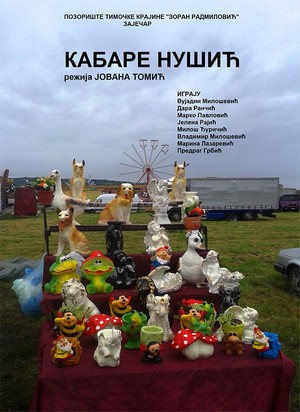 ПОЗОРИШТЕ ТИМОЧКЕ КРАЈИНЕ "ЗОРАН РАДМИЛОВИЋ"
ЗАЈЕЧАР
КАБАРЕ НУШИЋ
режија ЈОВАНА ТОМИЋ
ИГРАЈУ
Вујадин Милошевић
Дара Ранчић
Марко Павловић
Јелена Рајић
Милош Ђуричић
Владимир Милошевић
Марина Лазаревић
Предраг Грбић